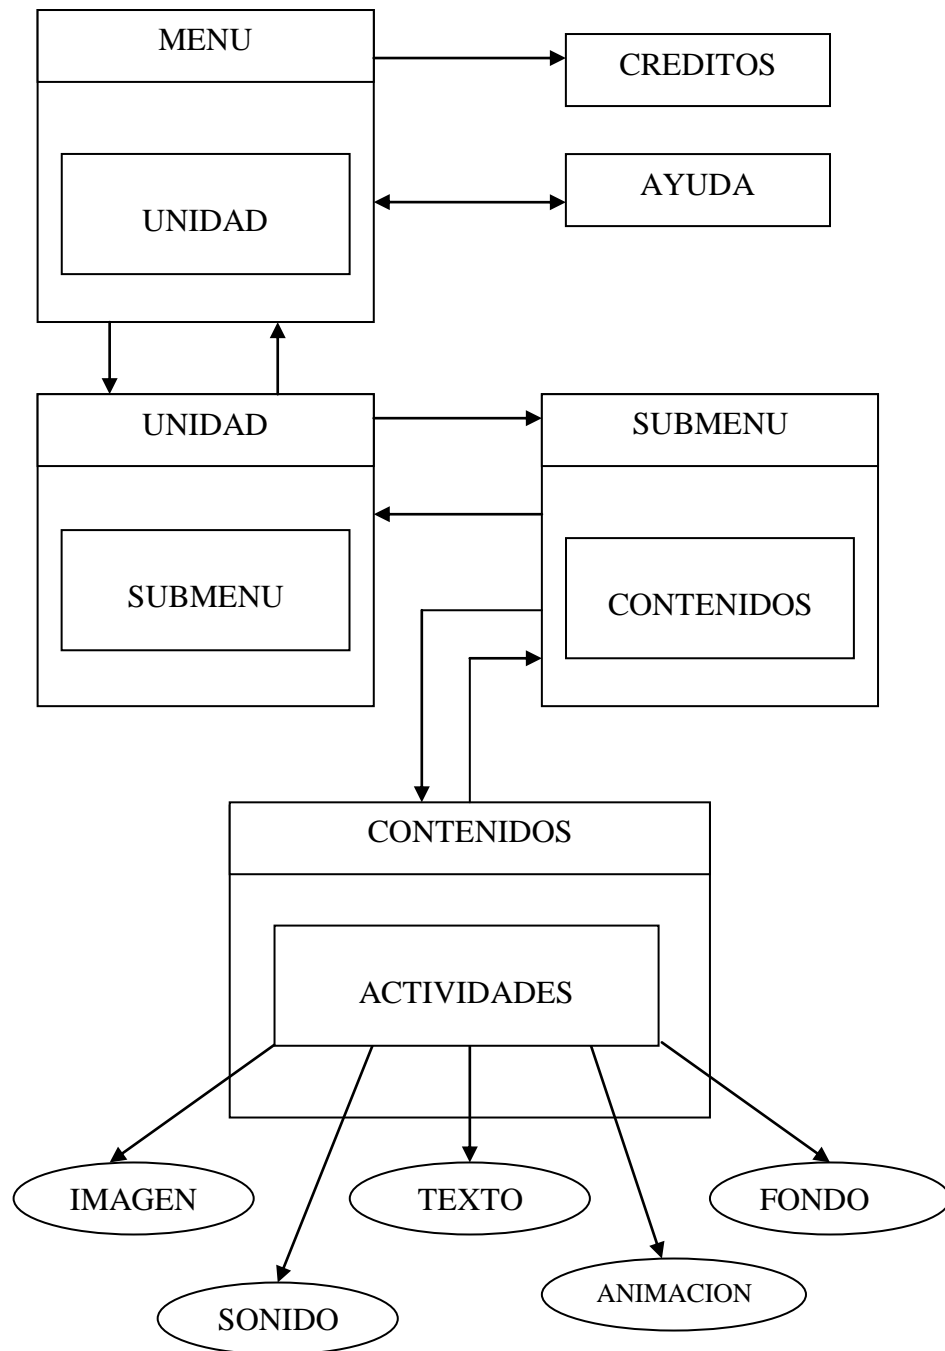 MENU
CREDITOS
AYUDA
UNIDAD
UNIDAD
SUBMENU
SUBMENU
CONTENIDOS
CONTENIDOS
ACTIVIDADES
IMAGEN
TEXTO
FONDO
SONIDO
ANIMACION